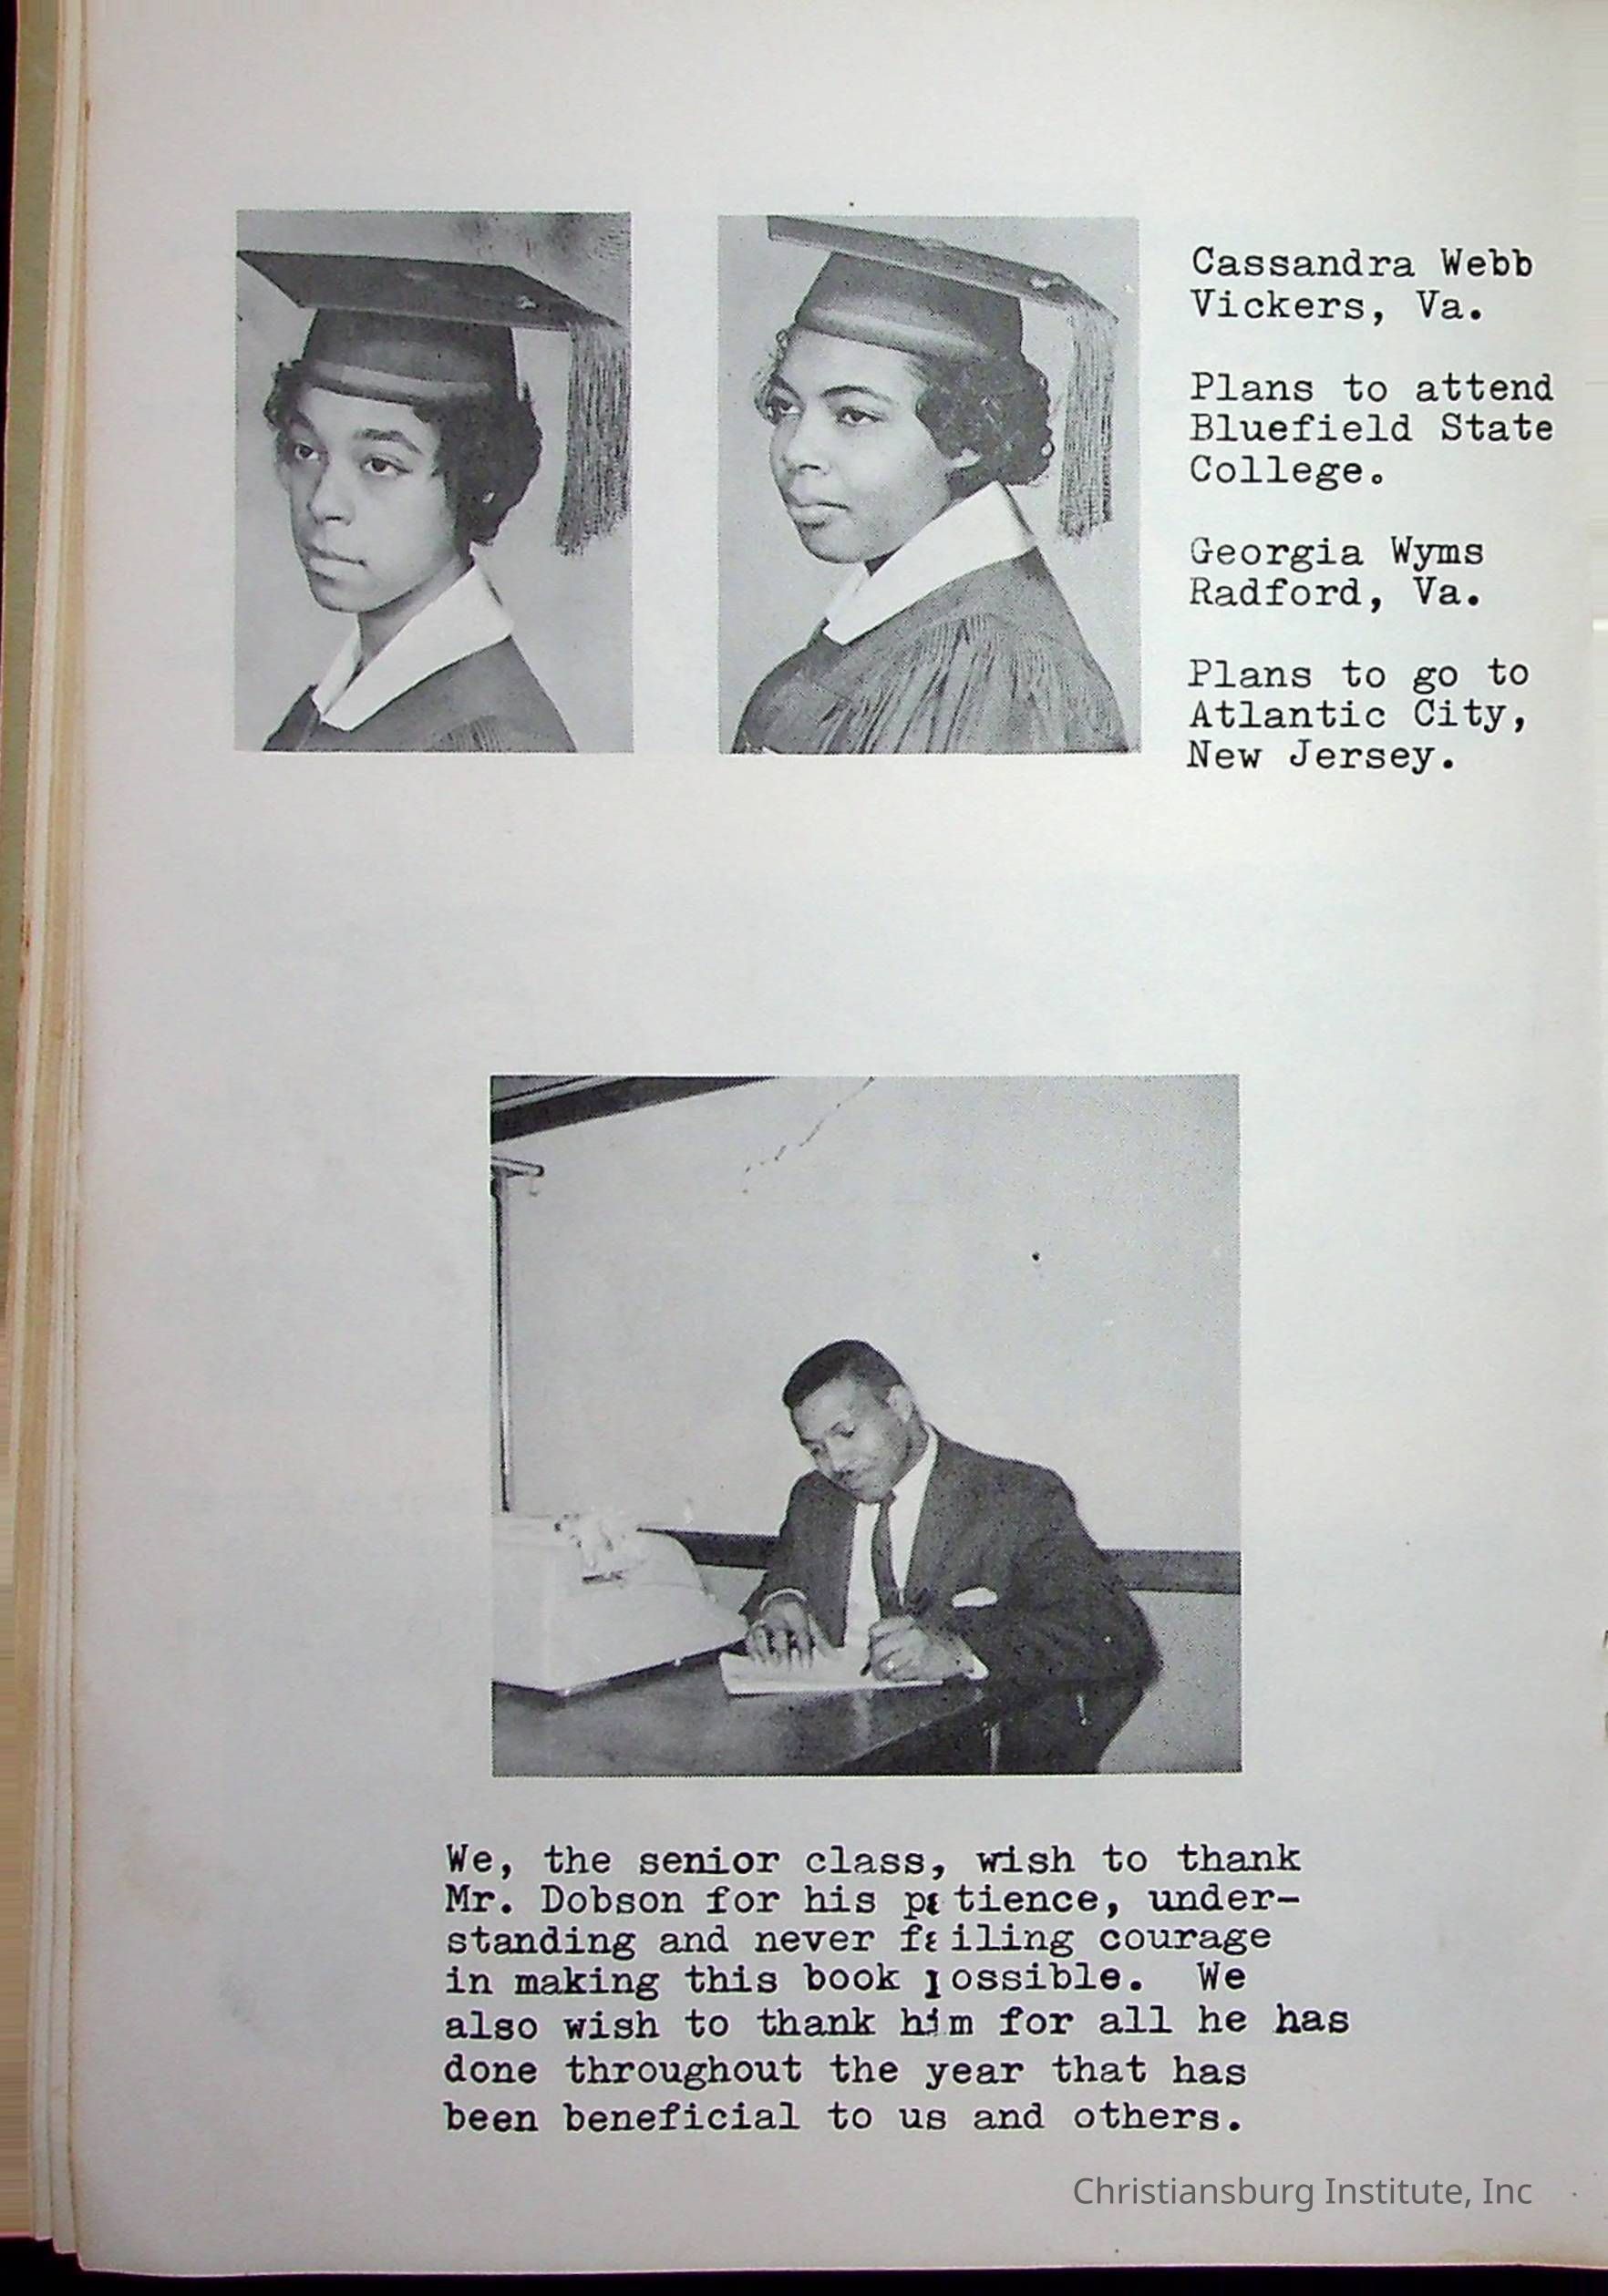 Cassandra Webb
Vickers, Va.
Plans to attend
Bluefield State
College.
Georgia Wyms
Radford, Va.
Plans to go to
Atlantic City,
New Jersey.
We, the senior class, wish to thank
Mr. Dobson for his patience, under-
standing and never failing courage
in making this book possible. We
also wish to thank him for all he has
done throughout the year that has
been beneficial to us and others.
Christiansburg Institute, Inc